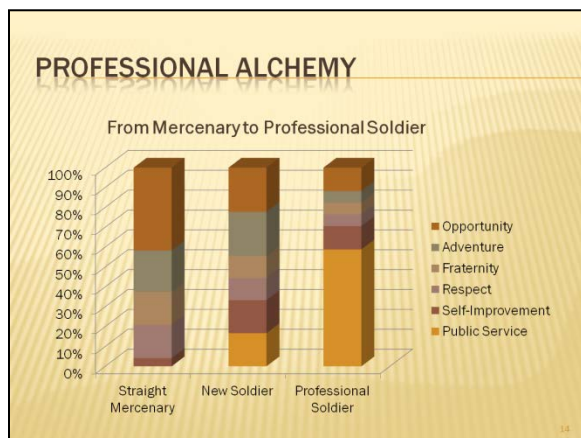 PROFESSIONAL ALCHEMY
From Mercenary to Professional Soldier
100%
90%
80%
70%
60%
50%
40%
30%
20%
10%
0%
Straight
Mercenary
New Soldier
Professional
Soldier
Opportunity
Adventure
Fraternity
Respect
Self-Improvement
Public Service
14